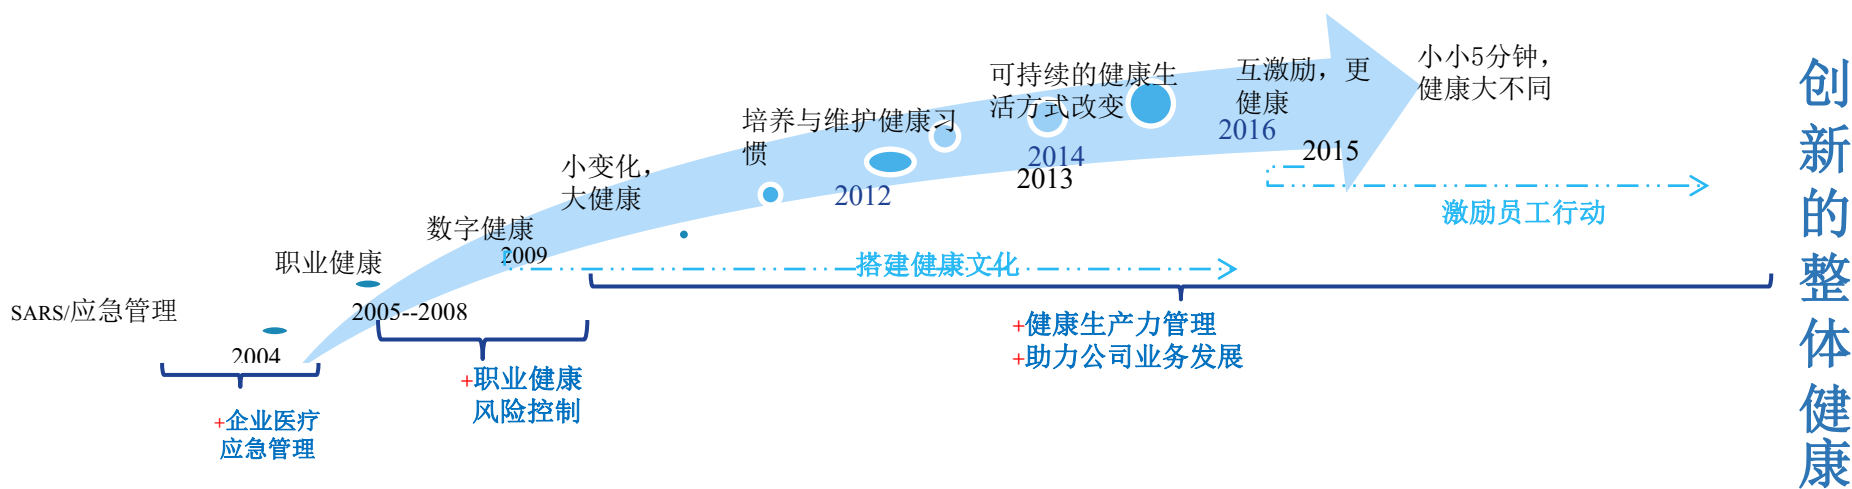 SARS/应急管理
2004
+企业医疗
应急管理
职业健康
2005--2008
+职业健康
风险控制
数字健康
2009
小变化，
大健康
培养与维护健康习
惯
2012
可持续的健康生
活方式改变
2014
2013
互激励，更
健康
2016
2015
小小5分钟，
健康大不同
激励员工行动
搭建健康文化
+健康生产力管理
+助力公司业务发展
创新的整体健康